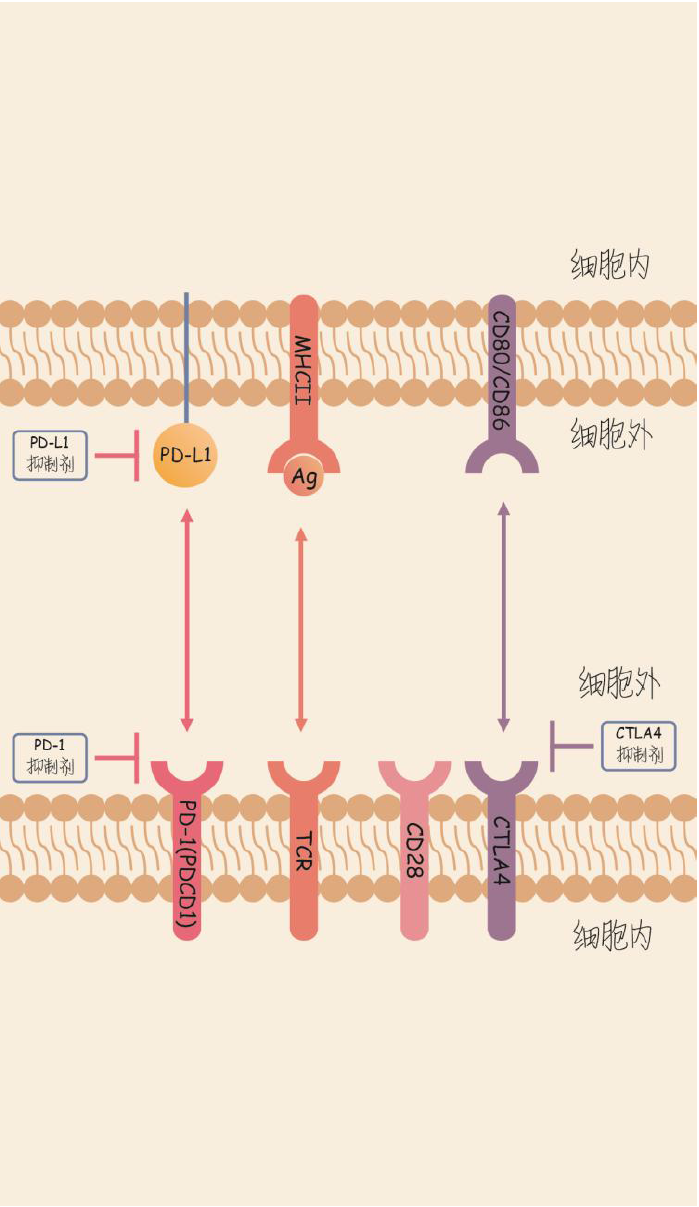 细胞内
MHCII
CD80/CD86
细胞外
PD-L1
抑制剂
PD-L1
Ag
细胞外
PD-1
抑制剂
CTLA4
抑制剂
PD-1(PDCD1)
TCR
CD28
CTLA4
细胞内